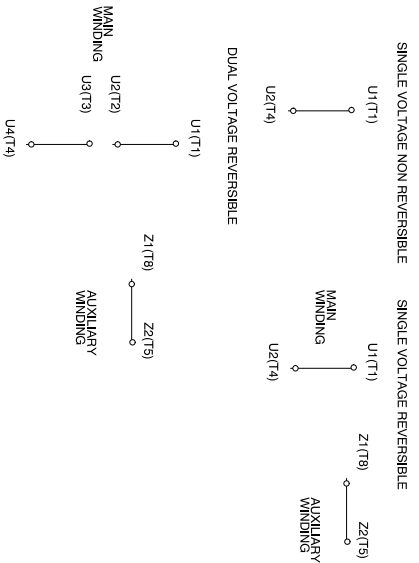 SINGLE VOLTAGE NON REVERSIBLE
U1(T1)
U2(T4)
SINGLE VOLTAGE REVERSIBLE
U1(T1)
MAIN
WINDING
U2(T4)
Z1(T8)
Z2(T5)
AUXILIARY
WINDING
DUAL VOLTAGE REVERSIBLE
U1(T1)
MAIN
WINDING
U2(T2)
U3(T3)
U4(T4)
Z1(T8)
Z2(T5)
AUXILIARY
WINDING